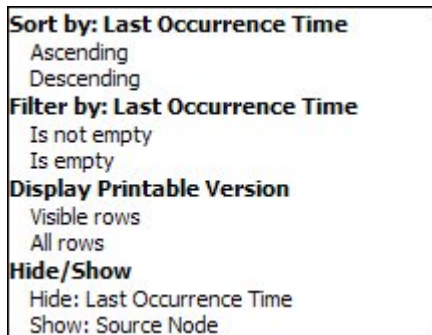 Sort by: Last Occurrence Time
Ascending
Descending
Filter by: Last Occurrence Time
Is not empty
Is empty
Display Printable Version
Visible rows
All rows
Hide/Show
Hide: Last Occurrence Time
Show: Source Node